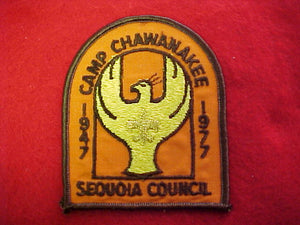 CAMP CHAWANAKEE
1947
1977
SEQUOIA COUNCIL